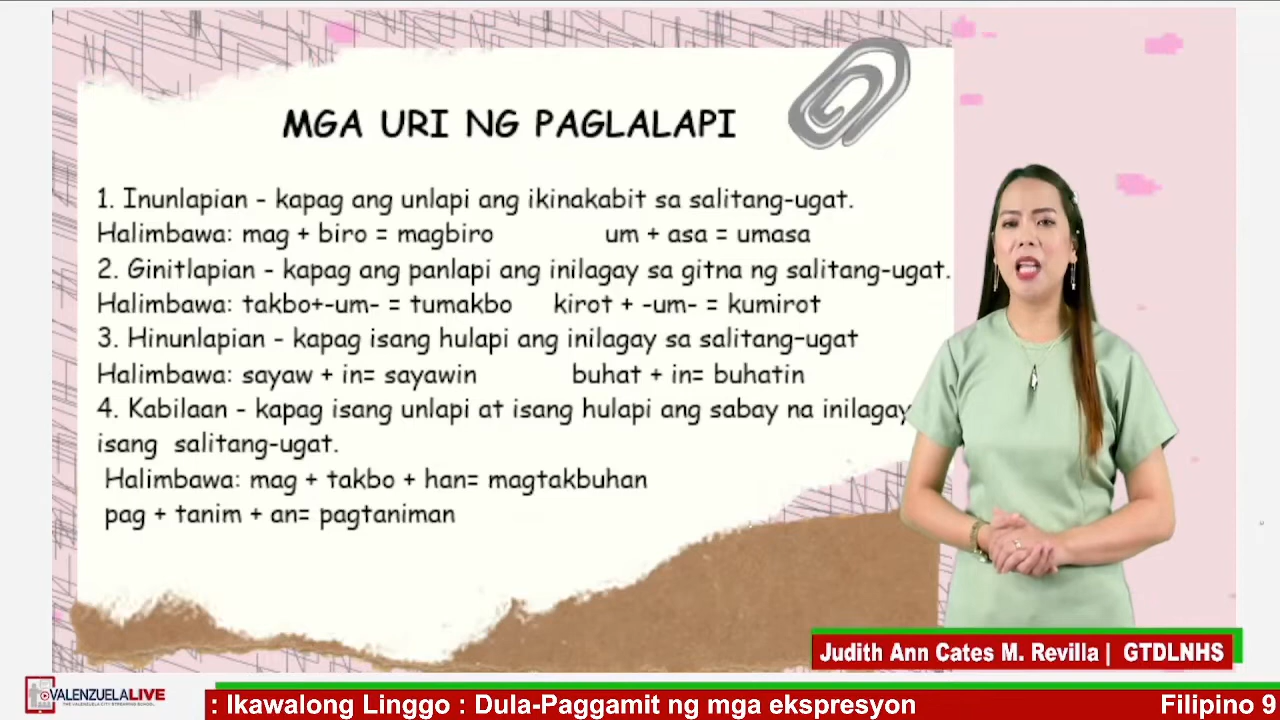 MGA URI NG PAGLALAPI
1. Inunlapian - kapag ang unlapi ang ikinakabit sa salitang-ugat.
Halimbawa: mag + biro = magbiro um + asa = umasa
2. Ginitlapian - kapag ang panlapi ang inilagay sa gitna ng salitang-ugat.
Halimbawa: takbo+-um- = tumakbo kirot + -um- = kumirot
3. Hinunlapian - kapag isang hulapi ang inilagay sa salitang-ugat
Halimbawa: sayaw + in= sayawin buhat + in= buhatin
4. Kabilaan - kapag isang unlapi at isang hulapi ang sabay na inilagay
isang salitang-ugat.
Halimbawa: mag + takbo + han= magtakbuhan
pag + tanim + an= pagtaniman
Judith Ann Cates M. Revilla | GTDLNHS
VALENZUELALIVE
THE VALENZUELA CITY STREAMING SCHOOL
: Ikawalong Linggo : Dula-Paggamit ng mga ekspresyon
Filipino 9